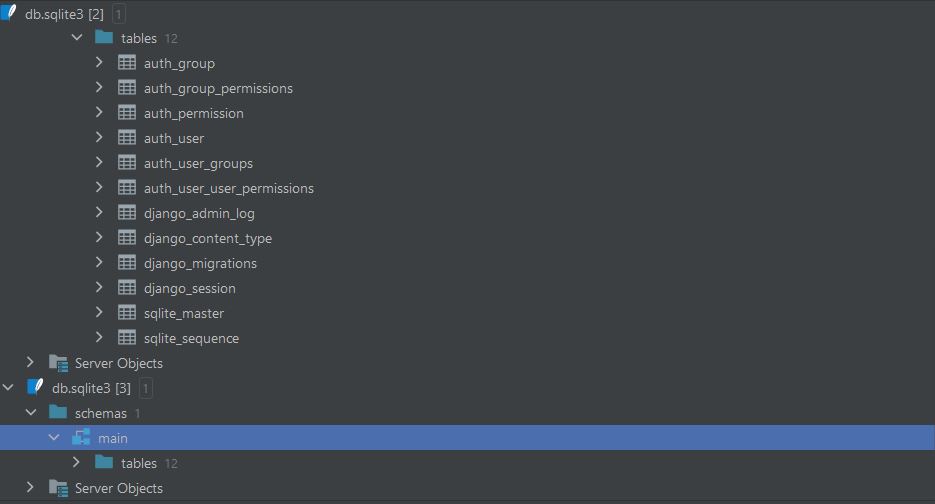 db.sqlite3 [2] 1
tables 12
auth_group
auth_group_permissions
auth_permission
auth_user
auth_user_groups
auth_user_user_permissions
django_admin_log
django_content_type
django_migrations
django_session
sqlite_master
sqlite_sequence
Server Objects
db.sqlite3 [3] 1
schemas 1
main
tables 12
Server Objects